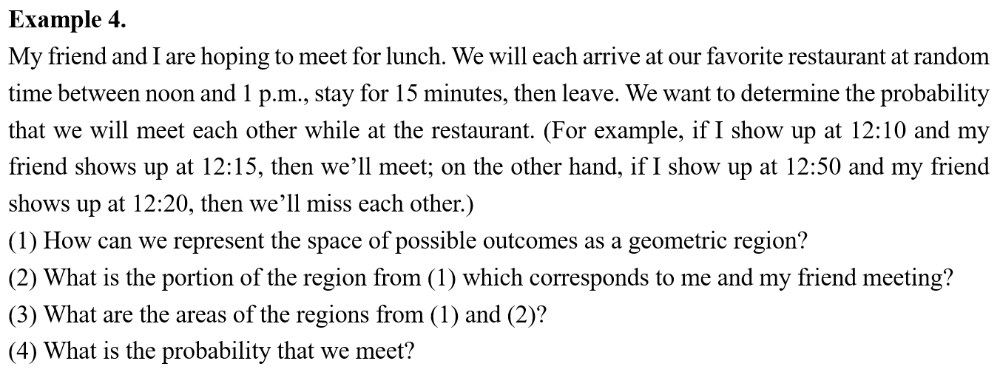 Example 4.
My friend and I are hoping to meet for lunch. We will each arrive at our favorite restaurant at random
time between noon and 1 p.m., stay for 15 minutes, then leave. We want to determine the probability
that we will meet each other while at the restaurant. (For example, if I show up at 12:10 and my
friend shows up at 12:15, then we’ll meet; on the other hand, if I show up at 12:50 and my friend
shows up at 12:20, then we’ll miss each other.)
(1) How can we represent the space of possible outcomes as a geometric region?
(2) What is the portion of the region from (1) which corresponds to me and my friend meeting?
(3) What are the areas of the regions from (1) and (2)?
(4) What is the probability that we meet?